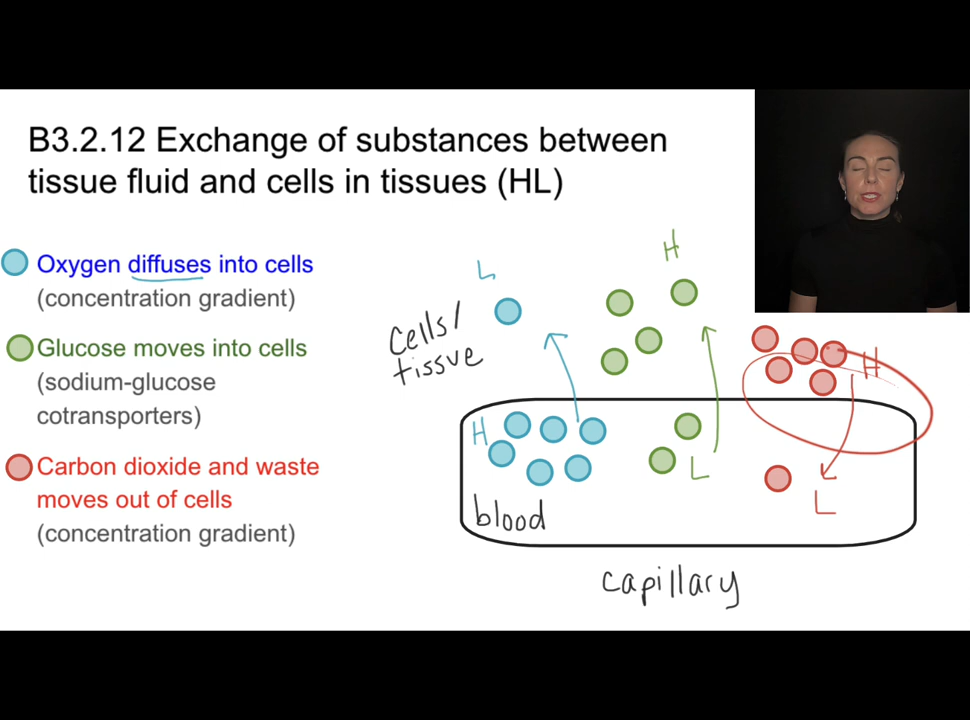 B3.2.12 Exchange of substances between
tissue fluid and cells in tissues (HL)
Oxygen diffuses into cells
(concentration gradient)
Glucose moves into cells
(sodium-glucose
cotransporters)
Carbon dioxide and waste
moves out of cells
(concentration gradient)
L
H
cells/
tissue
H
H
L
L
blood
capillary